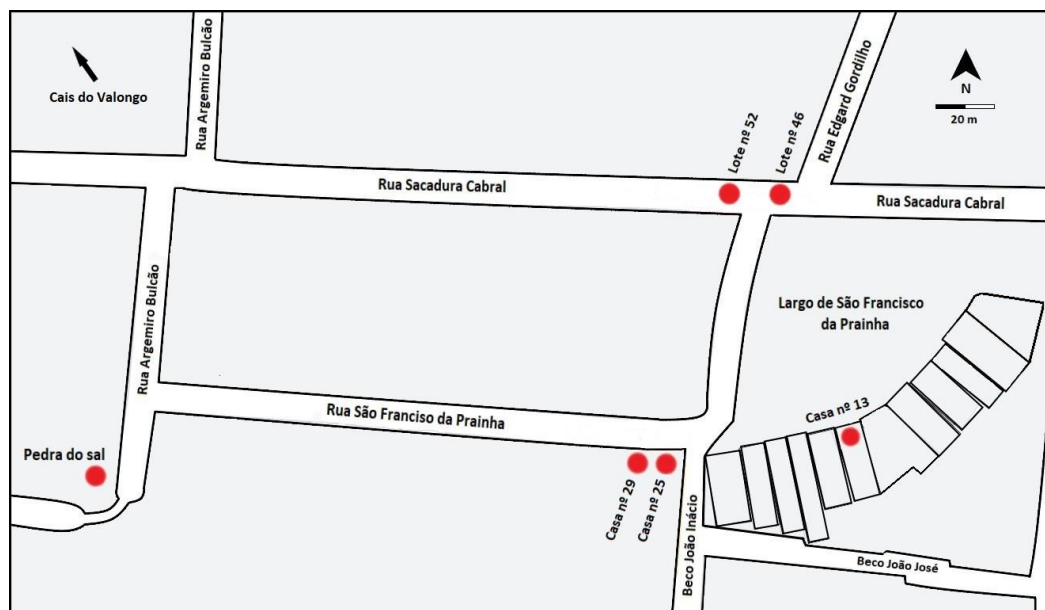 Cais do Valongo
Rua Argemiro Bulcão
Rua Edgard Gordilho
N
20 m
Lote nº 52
Lote nº 46
Rua Sacadura Cabral
Rua Sacadura Cabral
Rua Argemiro Bulcão
Largo de São Francisco
da Prainha
Rua São Franciso da Prainha
Casa nº 13
Pedra do sal
Casa nº 29
Casa nº 25
Beco João Inácio
Beco João José